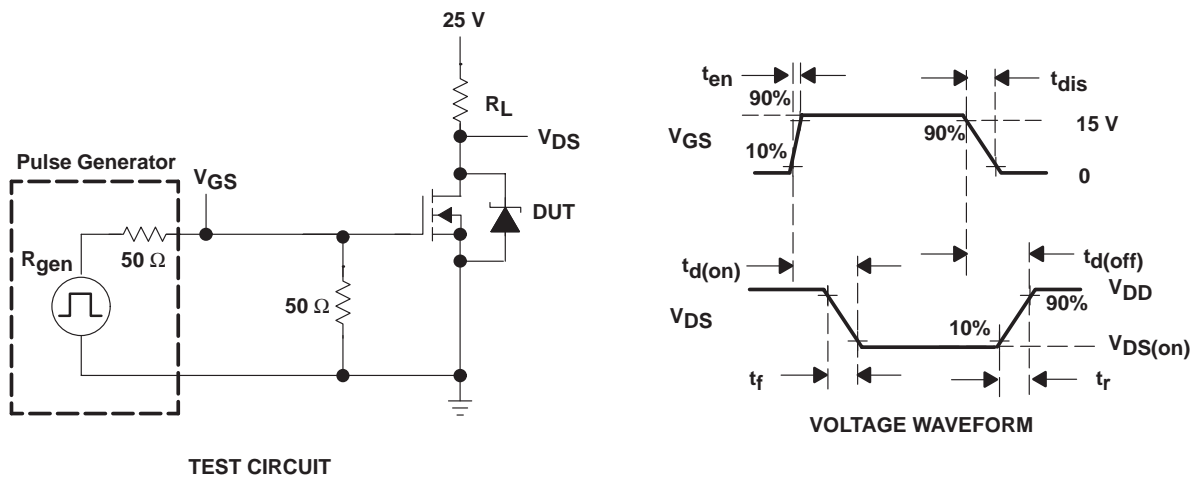 25 V
RL
VDS
Pulse Generator
VGS
DUT
Rgen
50 Ω
50 Ω
TEST CIRCUIT
ten
tdis
90%
VGS
90%
15 V
10%
0
td(on)
td(off)
VDD
VDS
10%
90%
VDS(on)
tf
tr
VOLTAGE WAVEFORM